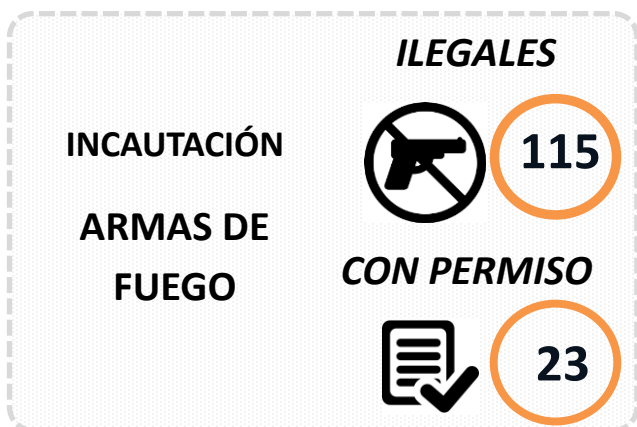 INCAUTACIÓN
ARMAS DE
FUEGO
ILEGALES
115
CON PERMISO
23